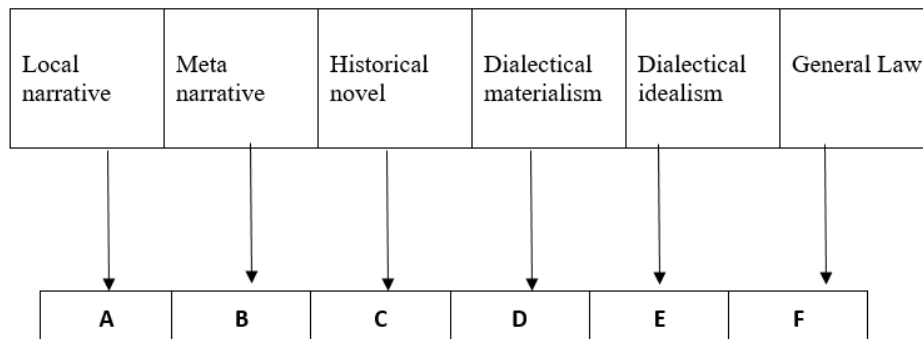 Local narrative
Meta narrative
Historical novel
Dialectical materialism
Dialectical idealism
General Law
A B C D E F